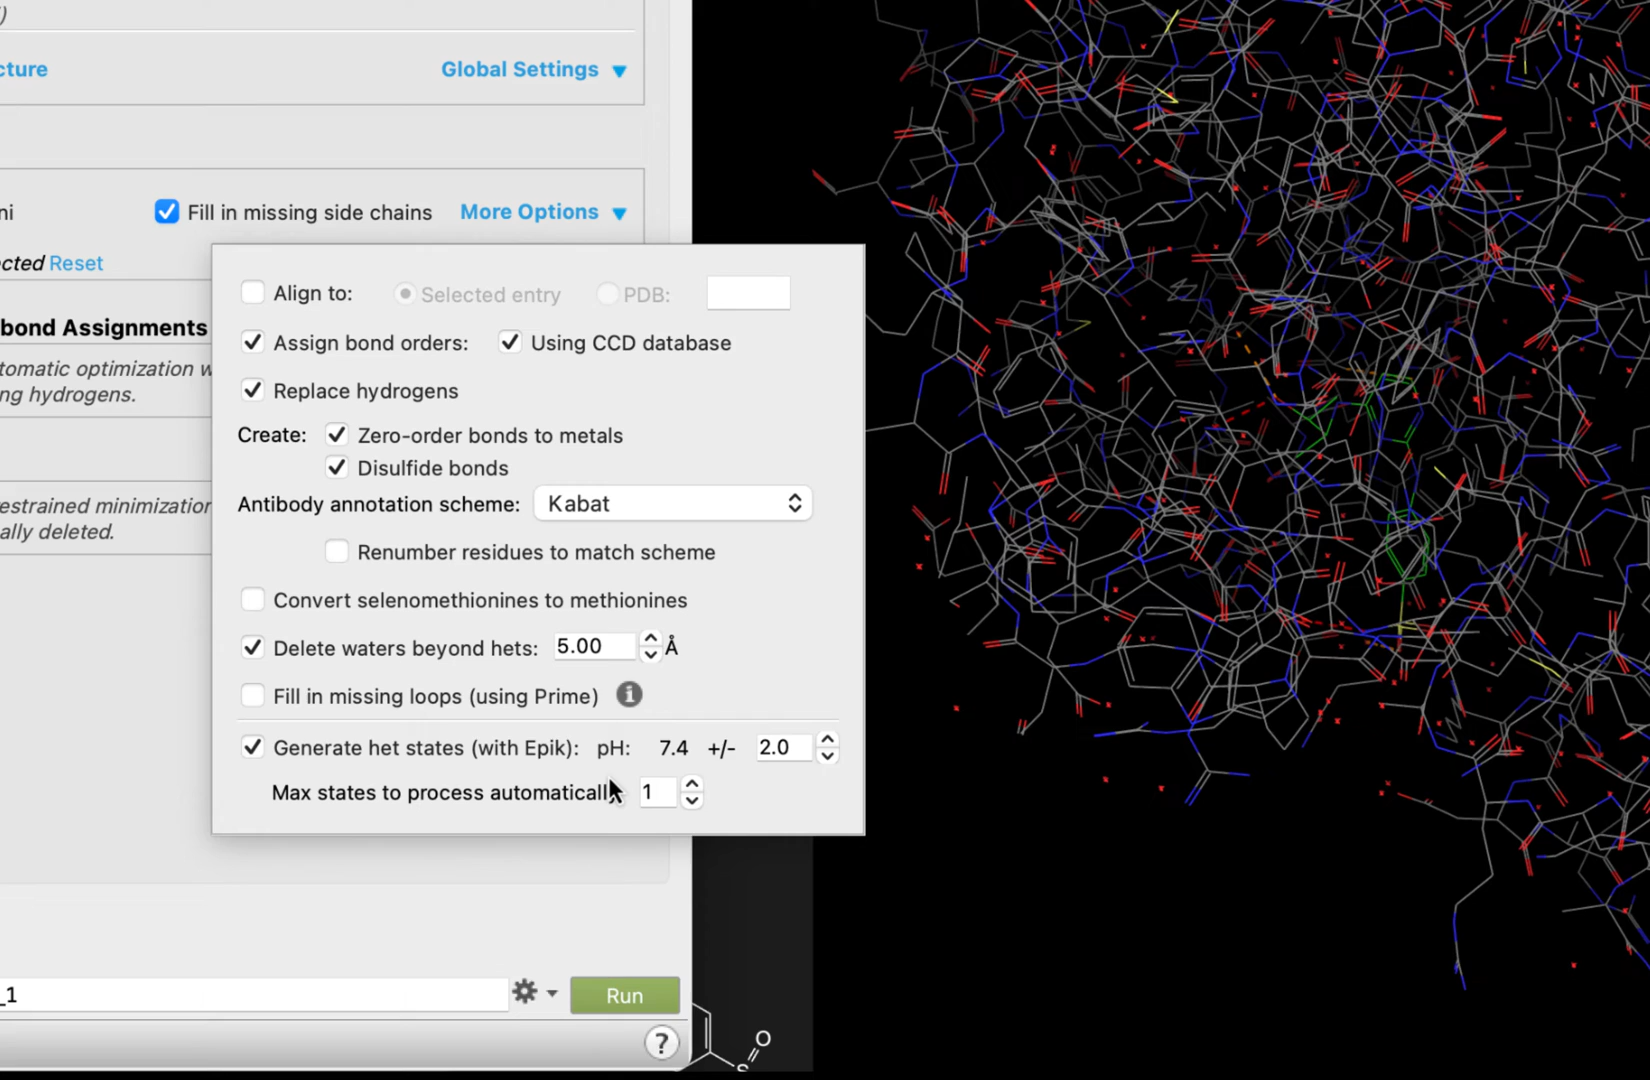 )
cture Global Settings
ni Fill in missing side chains More Options
cted Reset
Align to: Selected entry PDB:
bond Assignments Assign bond orders: Using CCD database
tomatic optimization w
ng hydrogens. Replace hydrogens
Create: Zero-order bonds to metals
Disulfide bonds
estrained minimization Antibody annotation scheme: Kabat
ally deleted.
Renumber residues to match scheme
Convert selenomethionines to methionines
Delete waters beyond hets: 5.00 Å
Fill in missing loops (using Prime) i
Generate het states (with Epik): pH: 7.4 +/- 2.0
Max states to process automaticall 1
_1 Run
?
O
S